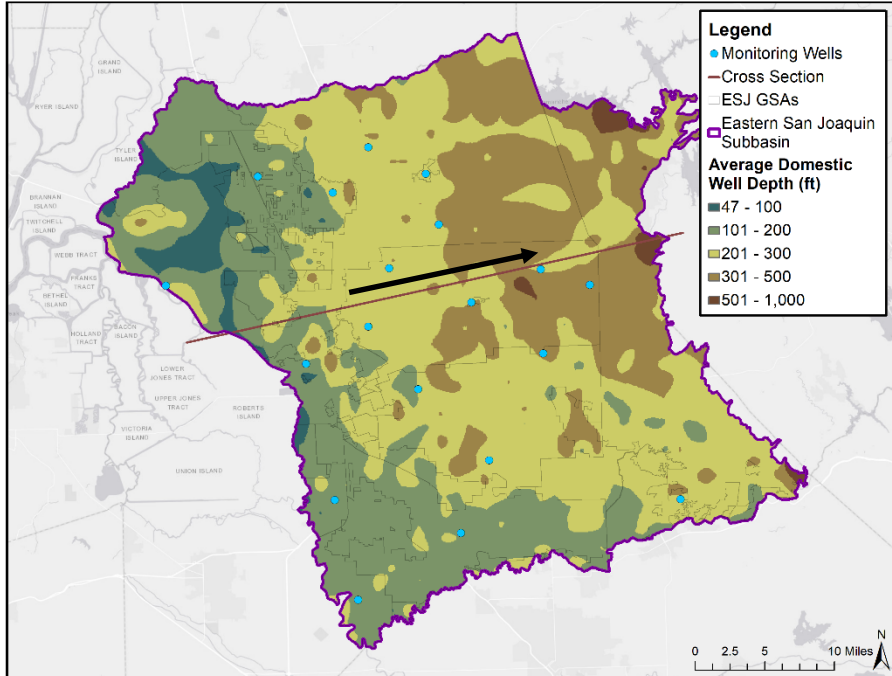 Legend
Monitoring Wells
Cross Section
ESJ GSAs
Eastern San Joaquin
Subbasin
Average Domestic
Well Depth (ft)
47 - 100
101 - 200
201 - 300
301 - 500
501 - 1,000
GRAND
ISLAND
RYER ISLAND
TYLER
ISLAND
BRANNAN
ISLAND
TWITCHELL
ISLAND
WEBB TRACT
FRANKS
TRACT
BETHEL
ISLAND
HOLLAND
TRACT
BACON
ISLAND
LOWER
JONES TRACT
UPPER JONES
TRACT
ROBERTS
ISLAND
VICTORIA
ISLAND
UNION ISLAND
0 2.5 5 10 Miles
N